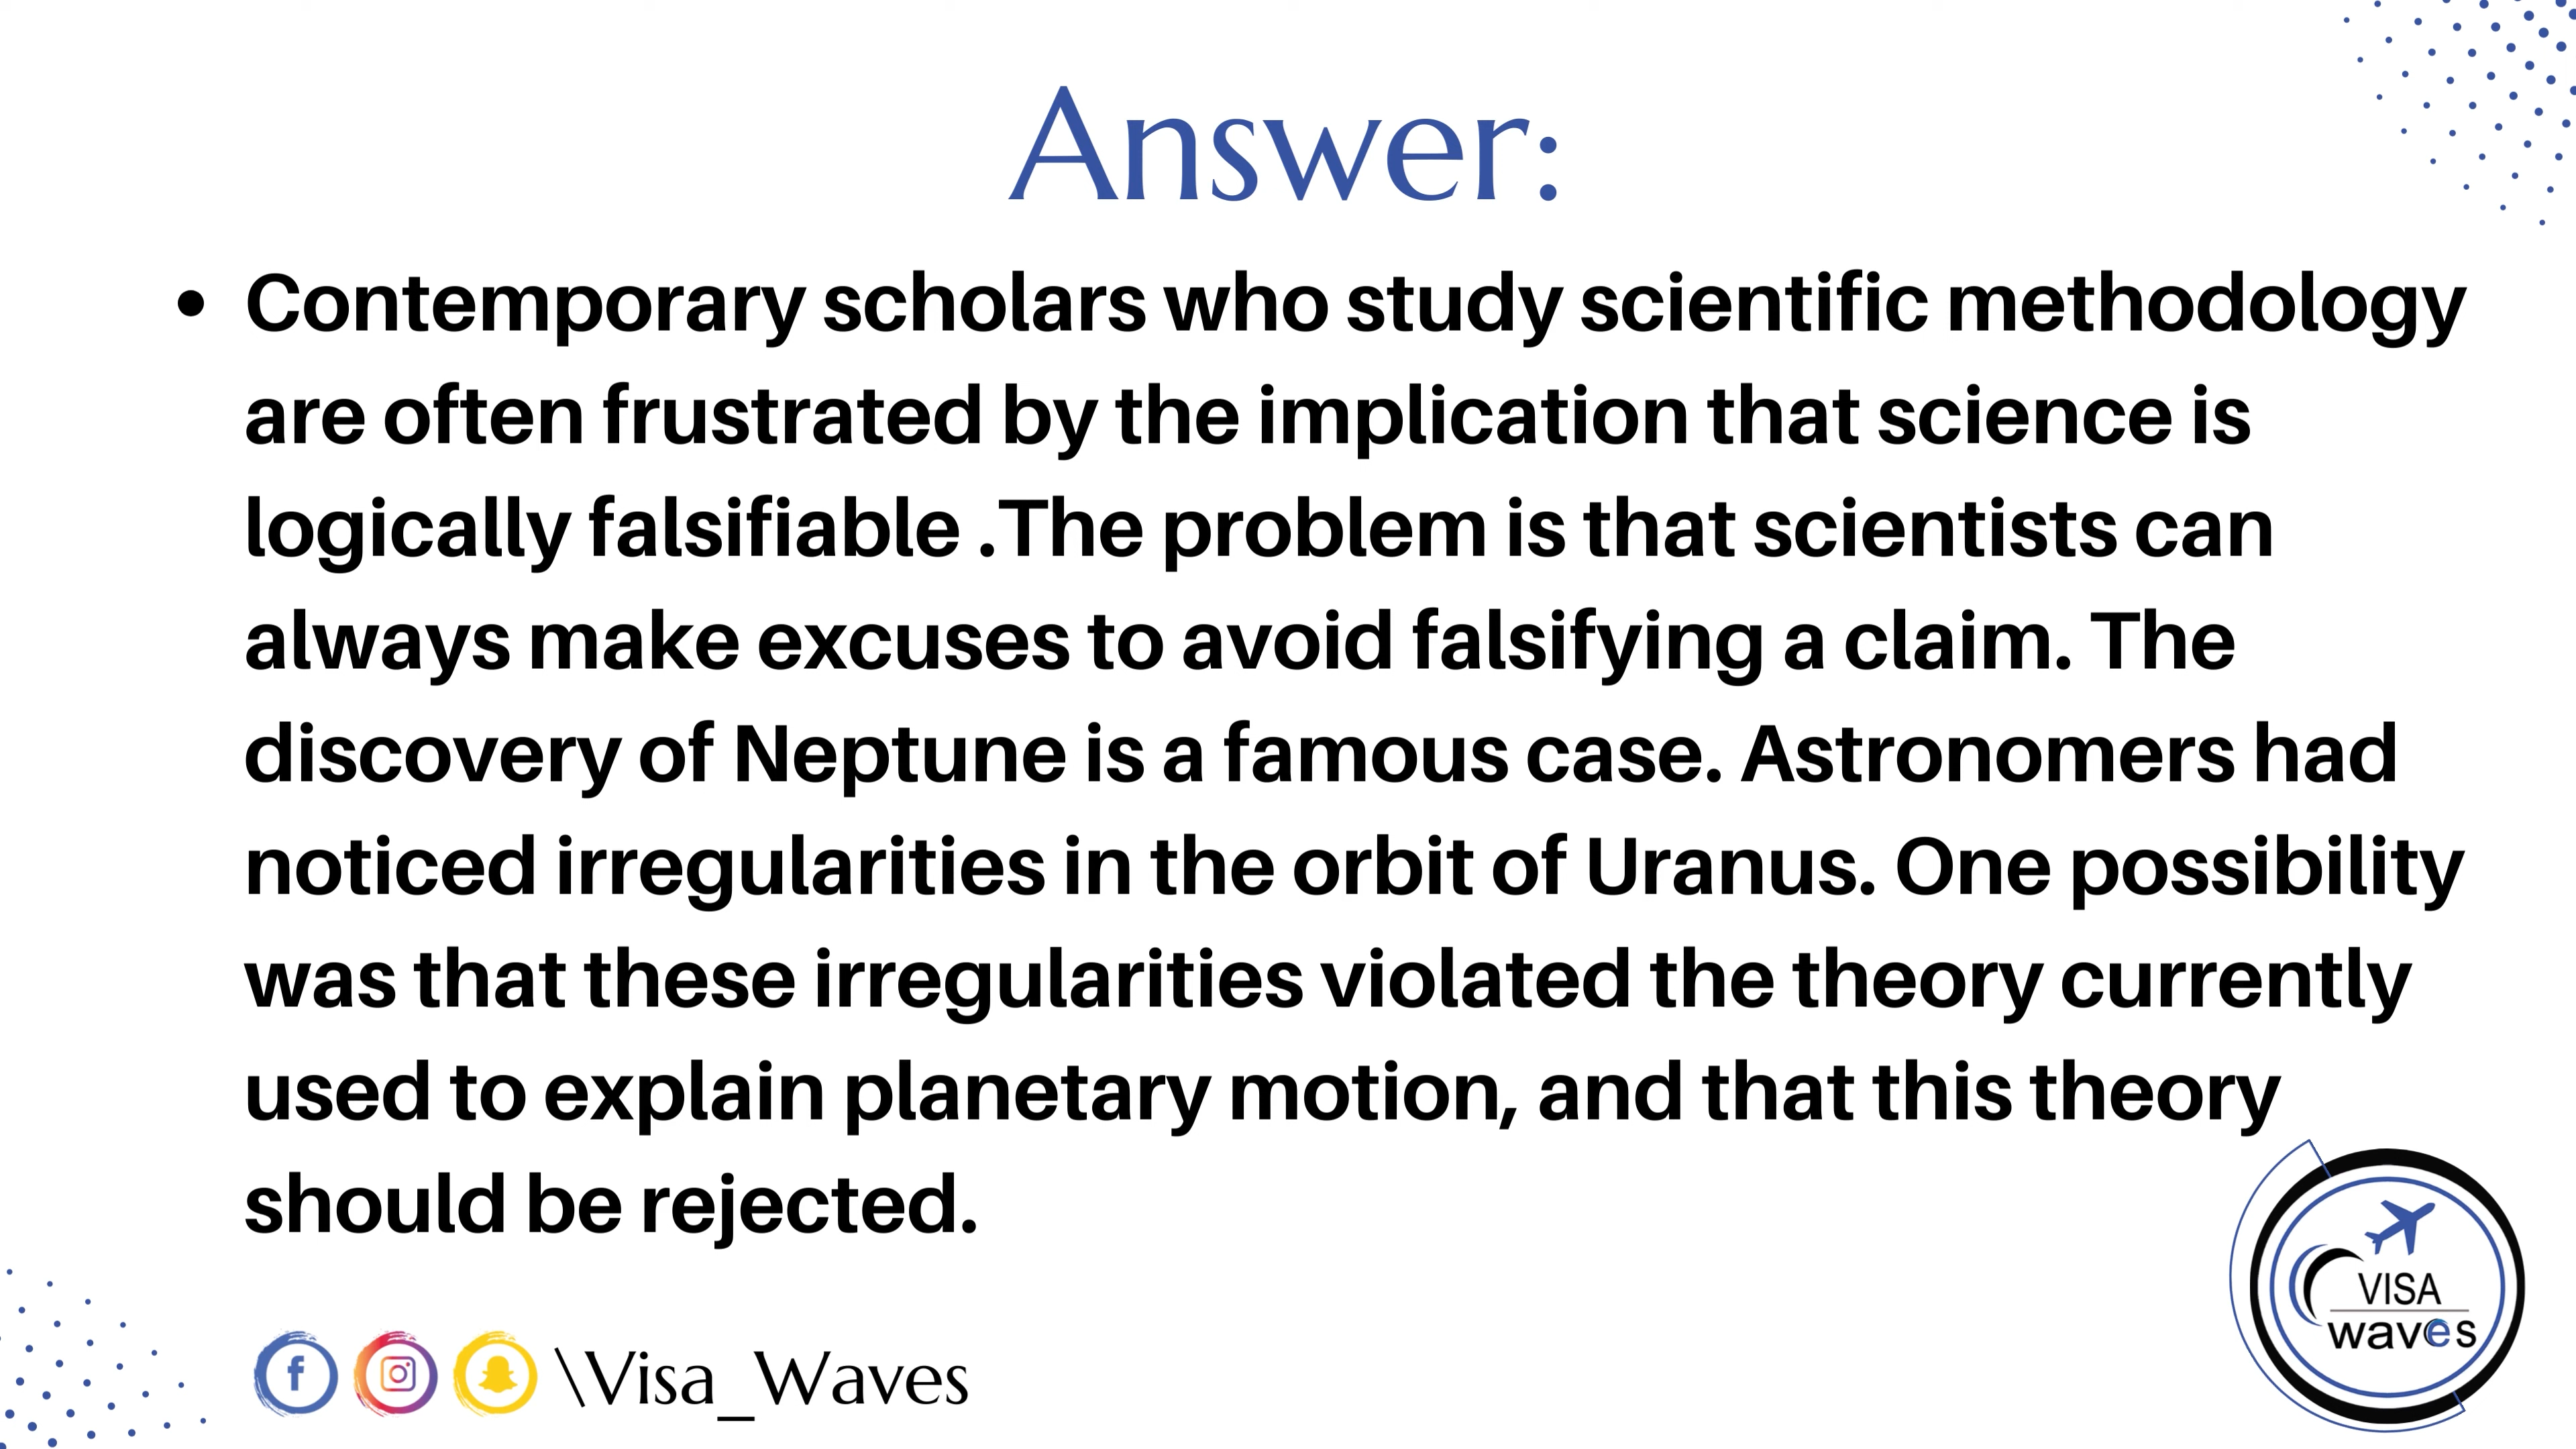 Answer:
• Contemporary scholars who study scientific methodology
are often frustrated by the implication that science is
logically falsifiable .The problem is that scientists can
always make excuses to avoid falsifying a claim. The
discovery of Neptune is a famous case. Astronomers had
noticed irregularities in the orbit of Uranus. One possibility
was that these irregularities violated the theory currently
used to explain planetary motion, and that this theory
should be rejected.
VISA
waves
\Visa_Waves